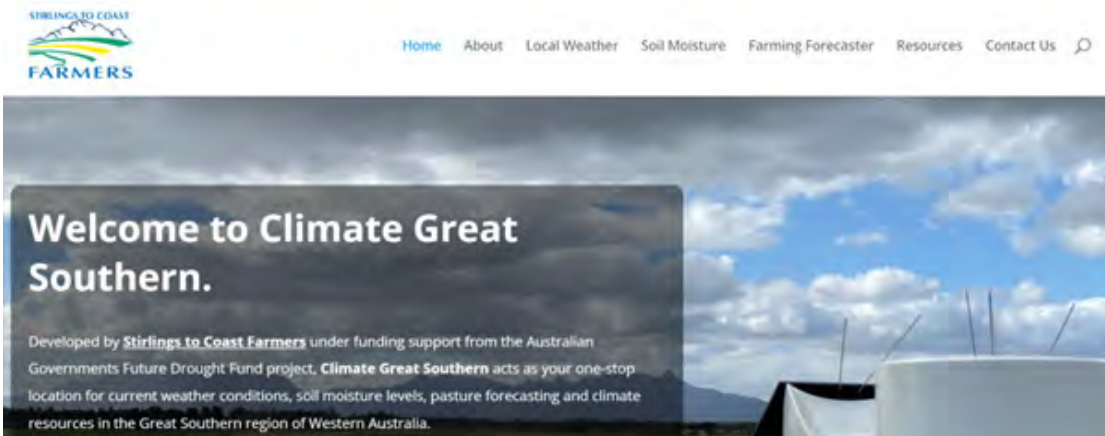 STIRLINGS TO COAST
FARMERS
Home About Local Weather Soil Moisture Farming Forecaster Resources Contact Us
Welcome to Climate Great
Southern.
Developed by Stirlings to Coast Farmers under funding support from the Australian
Governments Future Drought Fund project, Climate Great Southern acts as your one-stop
location for current weather conditions, soil moisture levels, pasture forecasting and climate
resources in the Great Southern region of Western Australia.